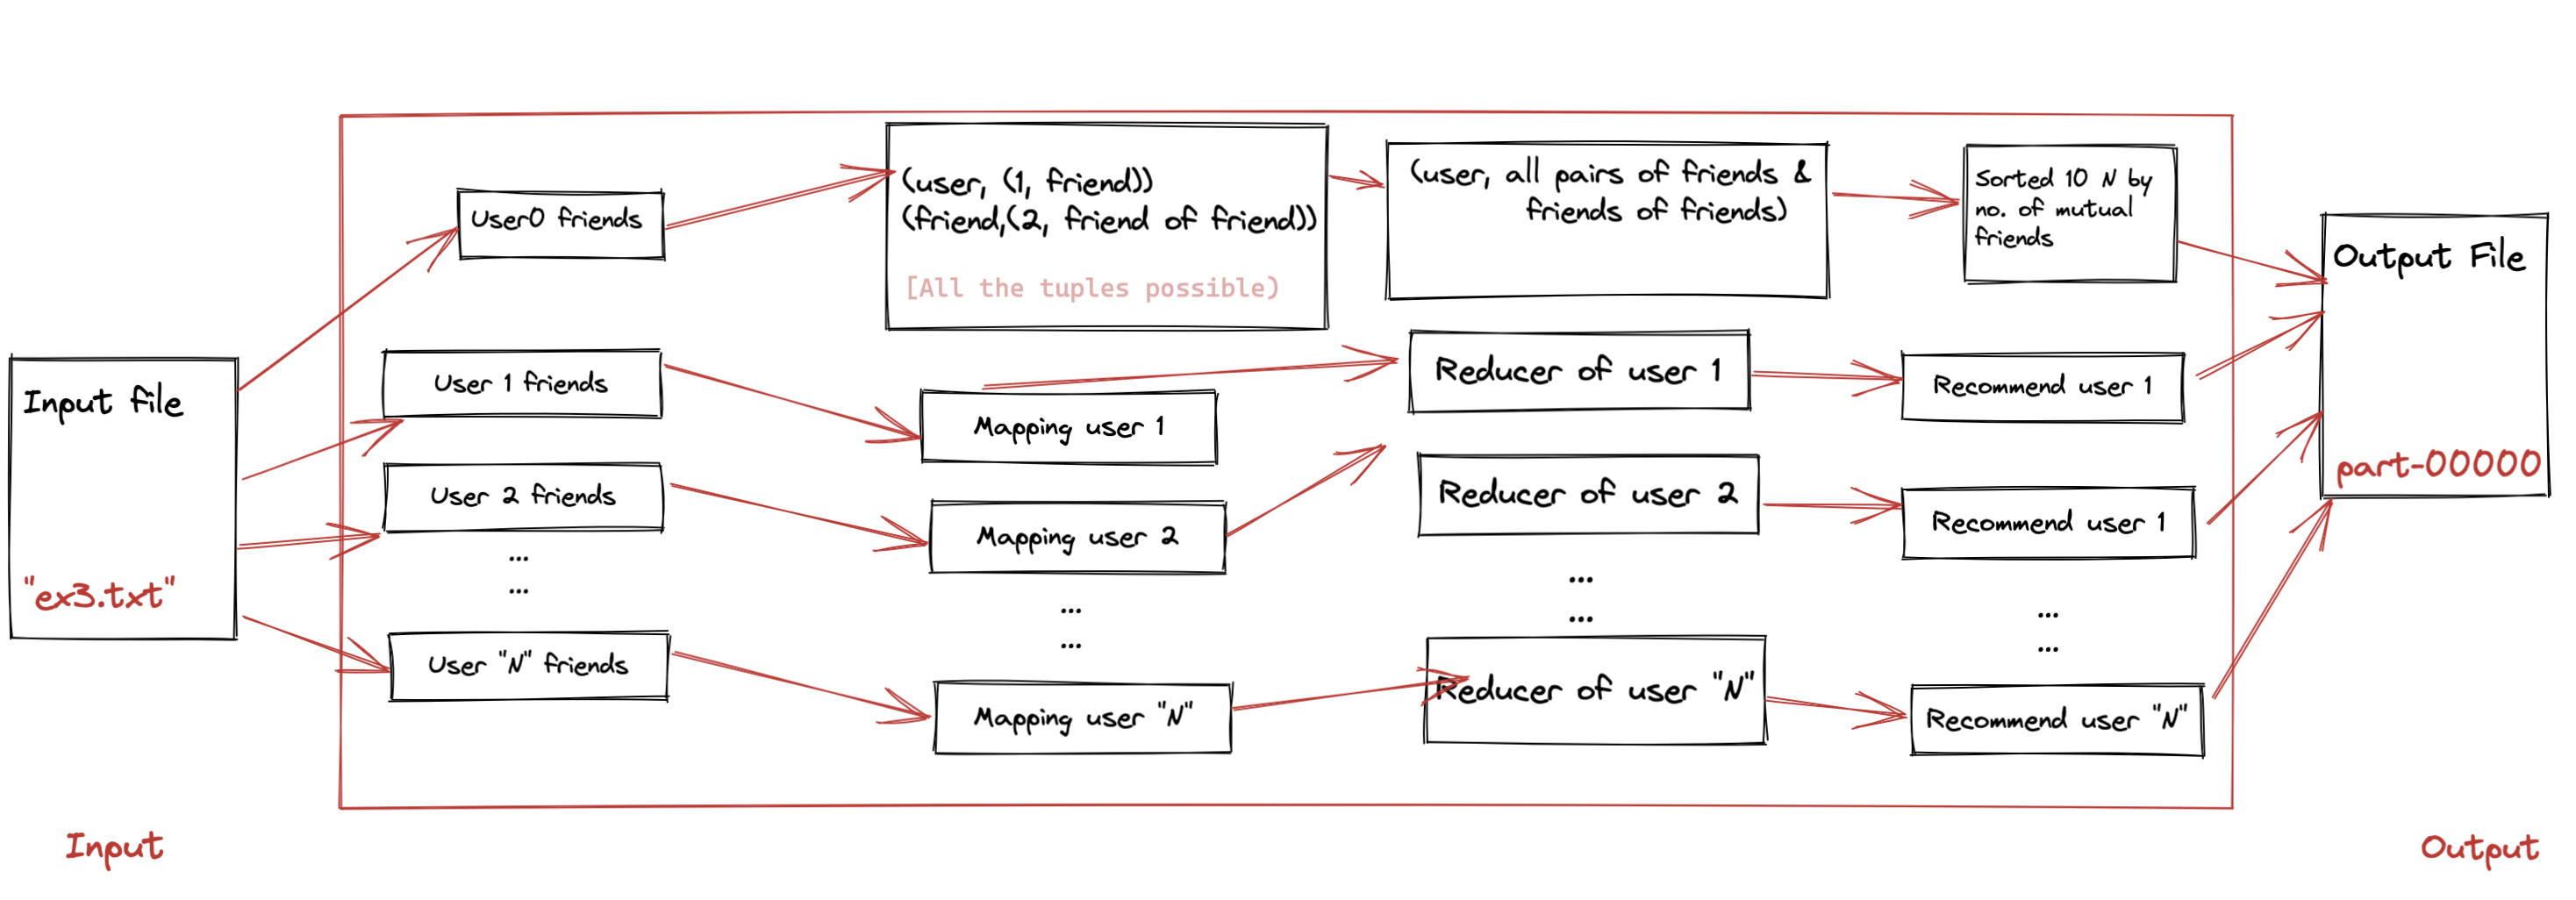 Input file
"ex3.txt"
Input
User0 friends
User 1 friends
User 2 friends
...
...
User "N" friends
(user, (1, friend))
(friend,(2, friend of friend))
[All the tuples possible)
Mapping user 1
Mapping user 2
...
...
Mapping user "N"
(user, all pairs of friends &
friends of friends)
Reducer of user 1
Reducer of user 2
...
...
Reducer of user "N"
Sorted 10 N by
no. of mutual
friends
Recommend user 1
Recommend user 1
...
...
Recommend user "N"
Output File
part-00000
Output